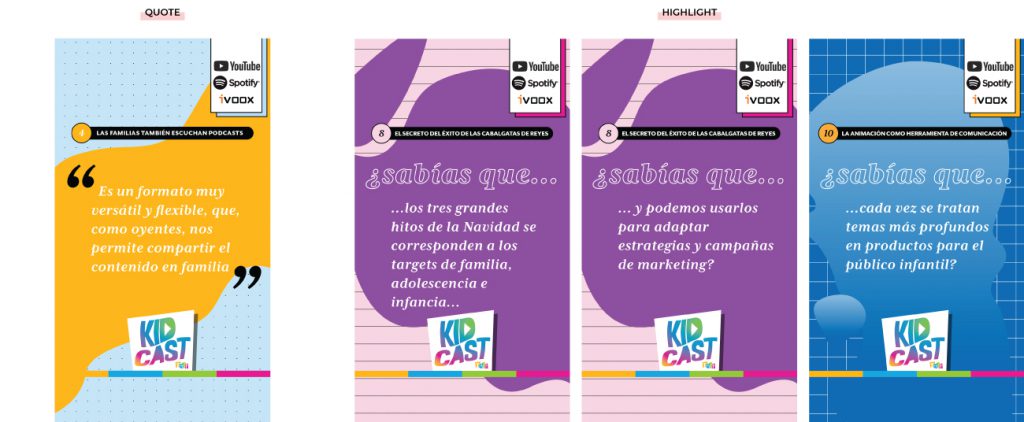 QUOTE
HIGHLIGHT
YouTube
Spotify
iVOOX
4 LAS FAMILIAS TAMBIÉN ESCUCHAN PODCASTS
“ Es un formato muy
versátil y flexible, que,
como oyentes, nos
permite compartir el
contenido en familia ”
KID
CAST
YouTube
Spotify
iVOOX
8 EL SECRETO DEL ÉXITO DE LAS CABALGATAS DE REYES
¿sabías que...
...los tres grandes
hitos de la Navidad se
corresponden a los
targets de familia,
adolescencia e
infancia...
KID
CAST
YouTube
Spotify
iVOOX
8 EL SECRETO DEL ÉXITO DE LAS CABALGATAS DE REYES
¿sabías que...
...y podemos usarlos
para adaptar
estrategias y campañas
de marketing?
KID
CAST
YouTube
Spotify
iVOOX
10 LA ANIMACIÓN COMO HERRAMIENTA DE COMUNICACIÓN
¿sabías que...
...cada vez se tratan
temas más profundos
en productos para el
público infantil?
KID
CAST